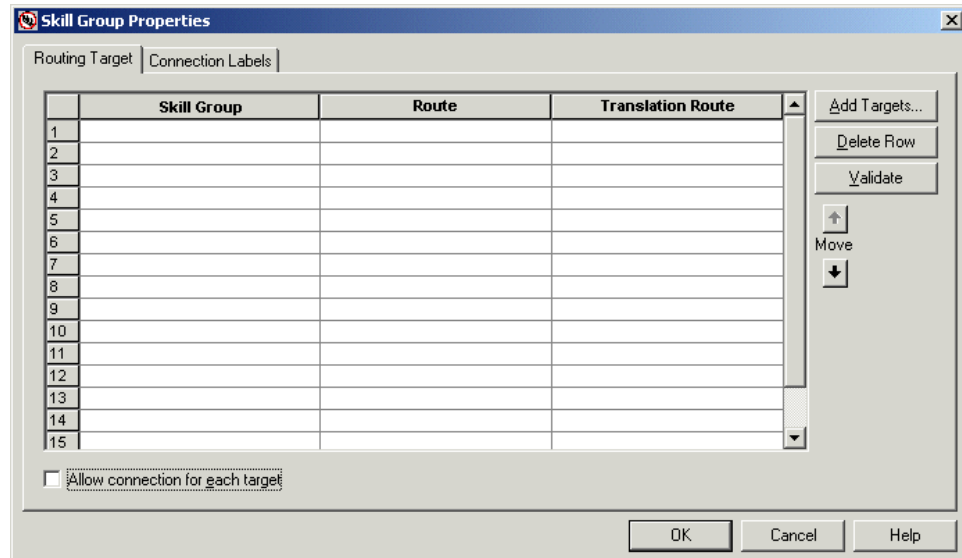 Skill Group Properties
Routing Target
Connection Labels
Skill Group
Route
Translation Route
1
2
3
4
5
6
7
8
9
10
11
12
13
14
15
Add Targets...
Delete Row
Validate
Move
Allow connection for each target
OK
Cancel
Help